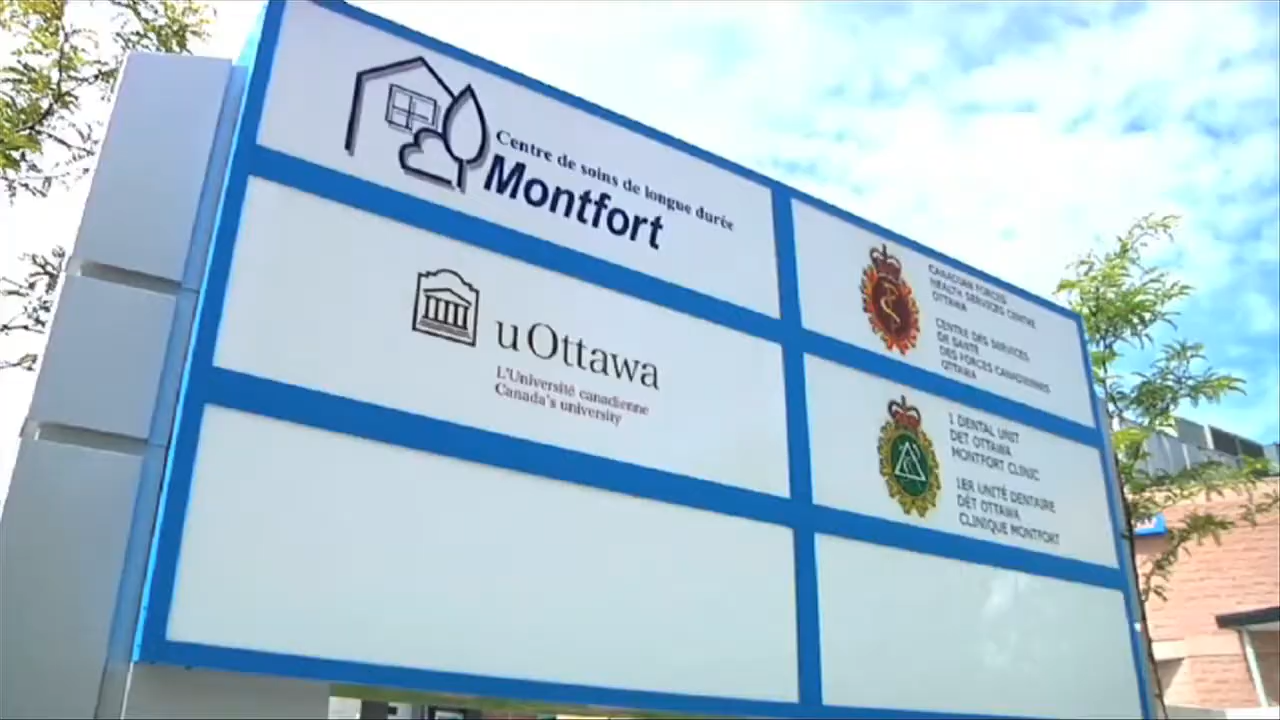 Centre de soins de longue durée
Montfort
uOttawa
L'Université canadienne
Canada's university
CANADIAN FORCES
HEALTH SERVICES CENTRE
OTTAWA
CENTRE DES SERVICES
DE SANTÉ
DES FORCES CANADIENNES
OTTAWA
1 DENTAL UNIT
DET OTTAWA
MONTFORT CLINIC
1ER UNITÉ DENTAIRE
DÉT OTTAWA
CLINIQUE MONTFORT